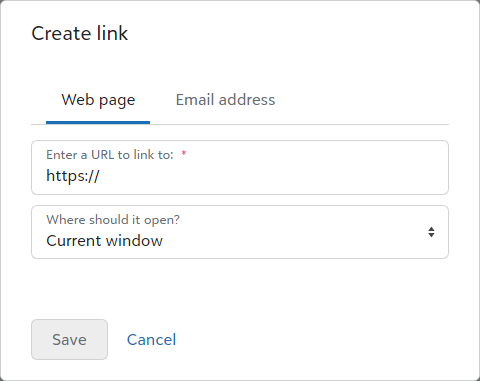 Create link
Web page
Email address
Enter a URL to link to: *
https://
Where should it open?
Current window
Save
Cancel